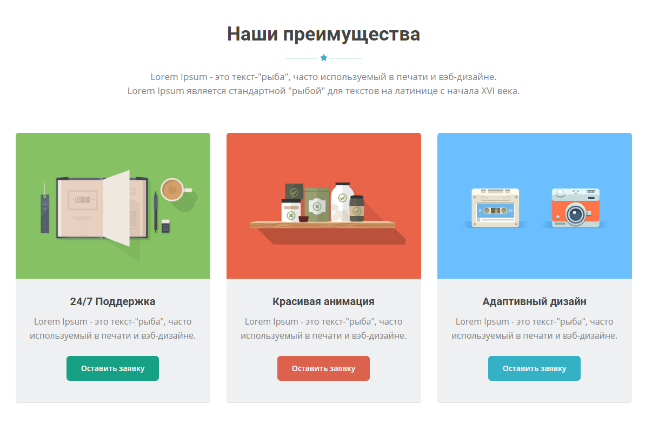 Наши преимущества
Lorem Ipsum - это текст-"рыба", часто используемый в печати и вэб-дизайне.
Lorem Ipsum является стандартной "рыбой" для текстов на латинице с начала XVI века.
24/7 Поддержка
Lorem Ipsum - это текст-"рыба", часто
используемый в печати и вэб-дизайне.
Оставить заявку
Красивая анимация
Lorem Ipsum - это текст-"рыба", часто
используемый в печати и вэб-дизайне.
Оставить заявку
Адаптивный дизайн
Lorem Ipsum - это текст-"рыба", часто
используемый в печати и вэб-дизайне.
Оставить заявку